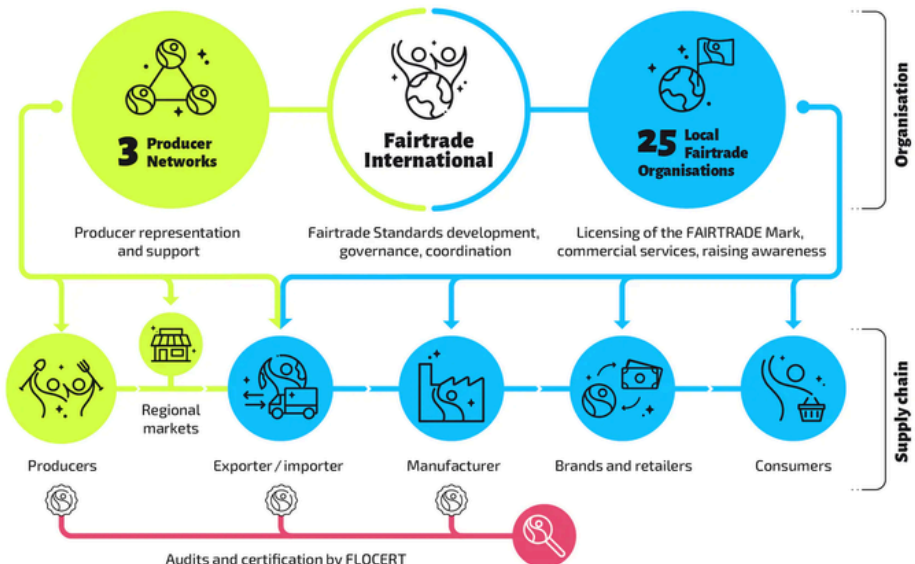 3 Producer
Networks
Fairtrade
International
25 Local
Fairtrade
Organisations
Organisation
Producer representation
and support
Fairtrade Standards development,
governance, coordination
Licensing of the FAIRTRADE Mark,
commercial services, raising awareness
Regional
markets
Producers
Exporter / importer
Manufacturer
Brands and retailers
Consumers
Supply chain
Audits and certification by FLOCERT